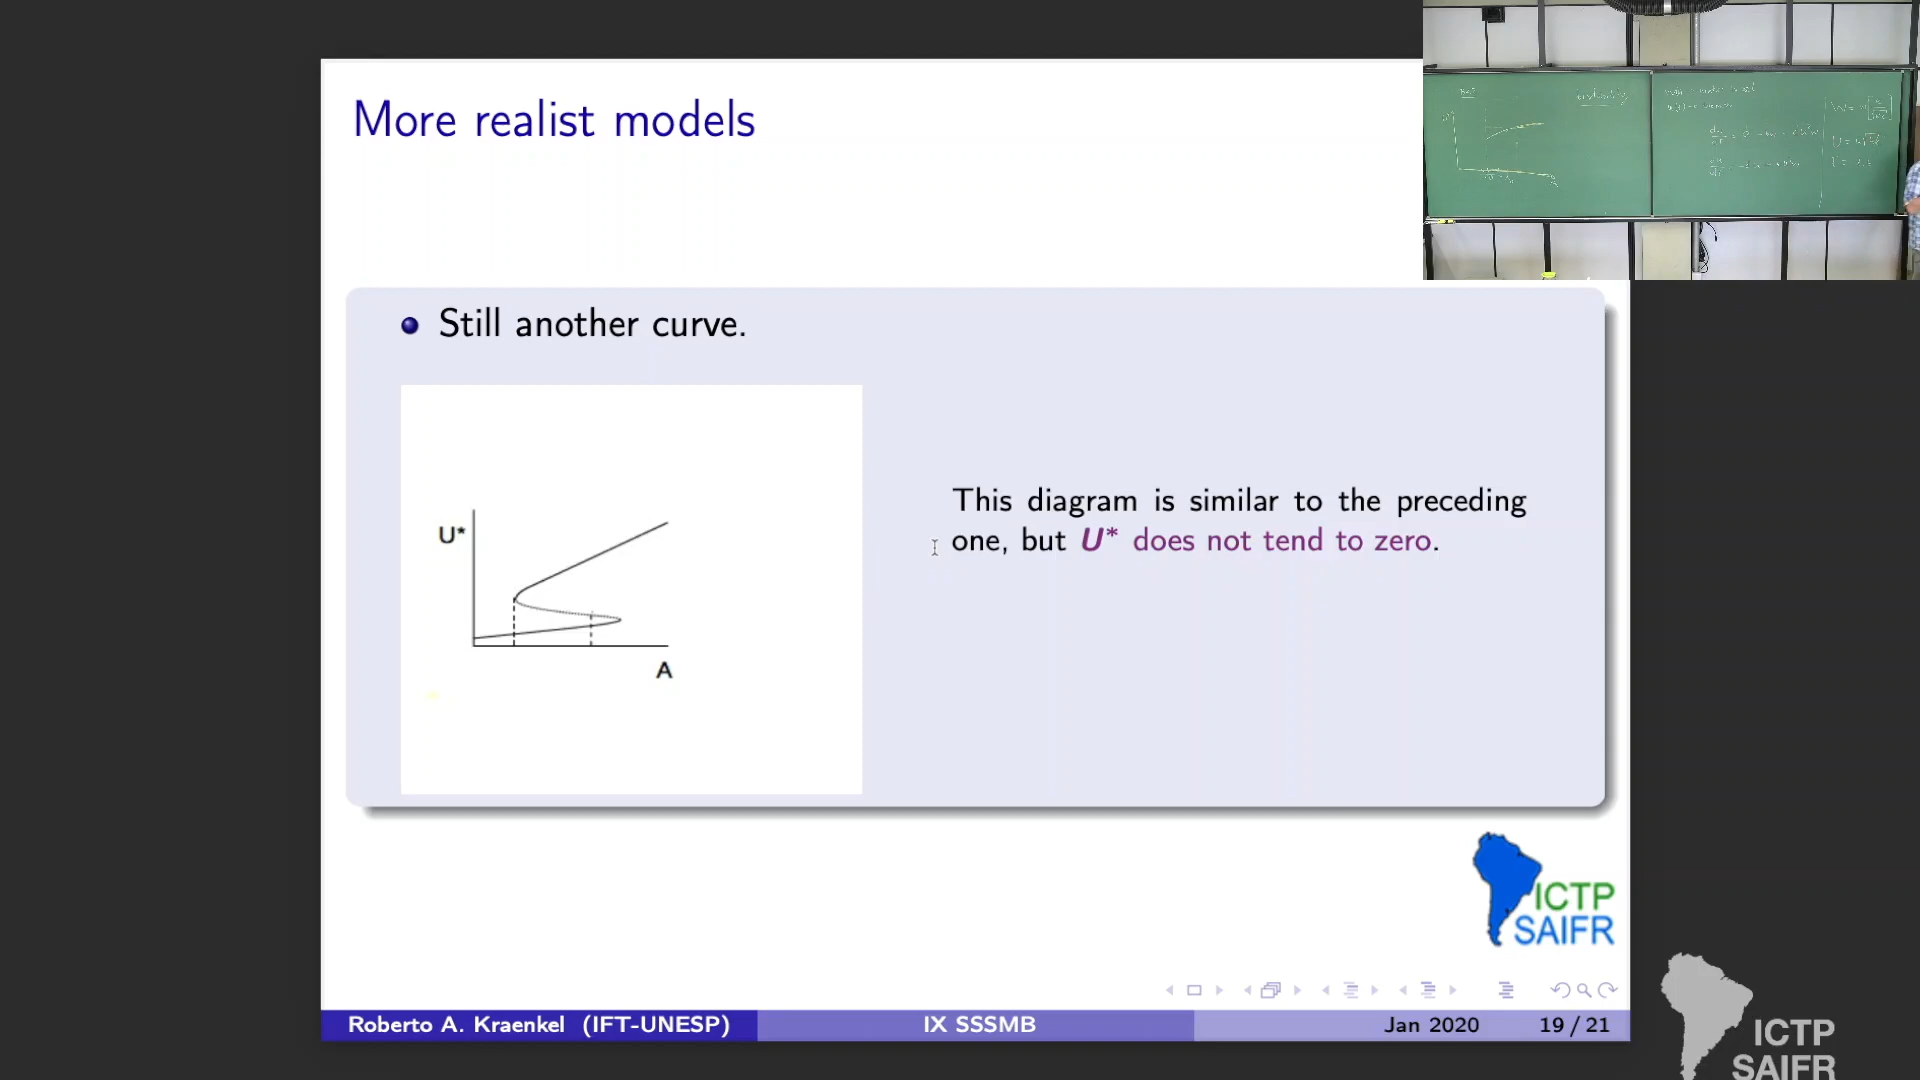 More realist models
Still another curve.
U*
A
This diagram is similar to the preceding
one, but U* does not tend to zero.
ICTP
SAIFR
Roberto A. Kraenkel (IFT-UNESP) IX SSSMB Jan 2020 19 / 21
ICTP
SAIFR